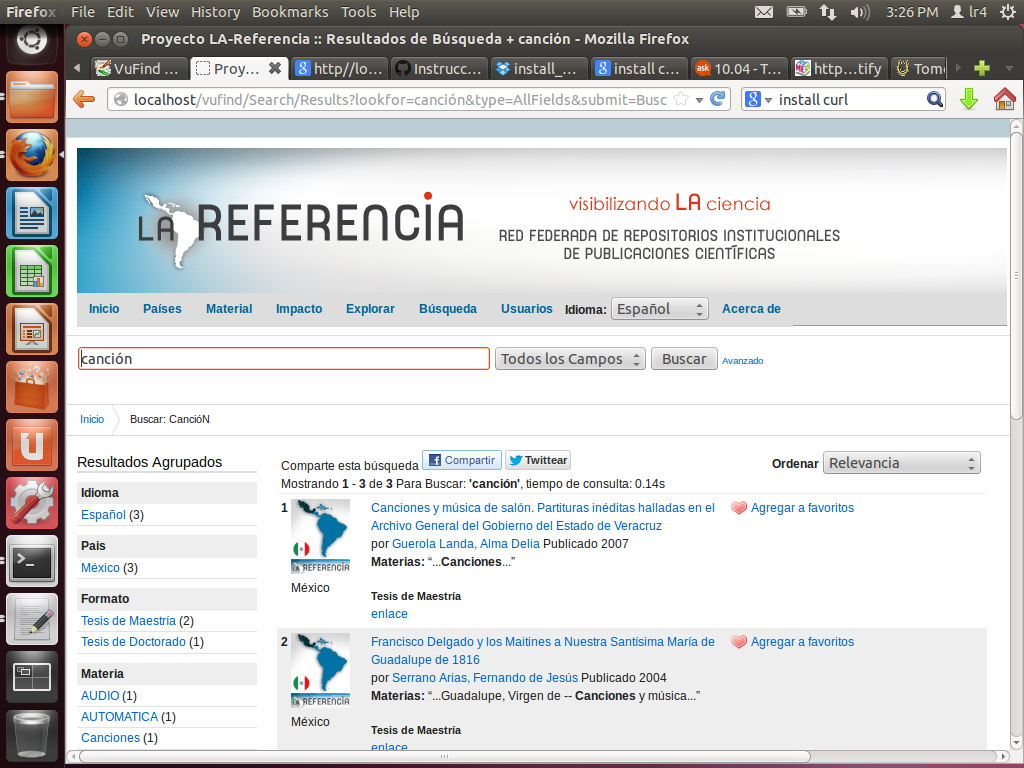 Firefox File Edit View History Bookmarks Tools Help 3:26 PM lr4
Proyecto LA-Referencia :: Resultados de Búsqueda + canción - Mozilla Firefox
VuFind ... Proy... http://lo... Instrucc... install_... install c... 10.04 - T... http...tify Tom
localhost/vufind/Search/Results?lookfor=canción&type=AllFields&submit=Busc install curl
LA REFERENCIA
visibilizando LA ciencia
RED FEDERADA DE REPOSITORIOS INSTITUCIONALES
DE PUBLICACIONES CIENTÍFICAS
Inicio Países Material Impacto Explorar Búsqueda Usuarios Idioma: Español Acerca de
canción Todos los Campos Buscar Avanzado
Inicio Buscar: CancióN
Resultados Agrupados
Idioma
Español (3)
Pais
México (3)
Formato
Tesis de Maestría (2)
Tesis de Doctorado (1)
Materia
AUDIO (1)
AUTOMATICA (1)
Canciones (1)
Comparte esta búsqueda Compartir Twittear
Ordenar Relevancia
Mostrando 1 - 3 de 3 Para Buscar: 'canción', tiempo de consulta: 0.14s
1 Canciones y música de salón. Partituras inéditas halladas en el Agregar a favoritos
Archivo General del Gobierno del Estado de Veracruz
por Guerola Landa, Alma Delia Publicado 2007
Materias: “...Canciones...”
LA REFERENCIA
México
Tesis de Maestría
enlace
2 Francisco Delgado y los Maitines a Nuestra Santísima María de Agregar a favoritos
Guadalupe de 1816
por Serrano Arias, Fernando de Jesús Publicado 2004
Materias: “...Guadalupe, Virgen de -- Canciones y música...”
LA REFERENCIA
México
Tesis de Maestría
enlace